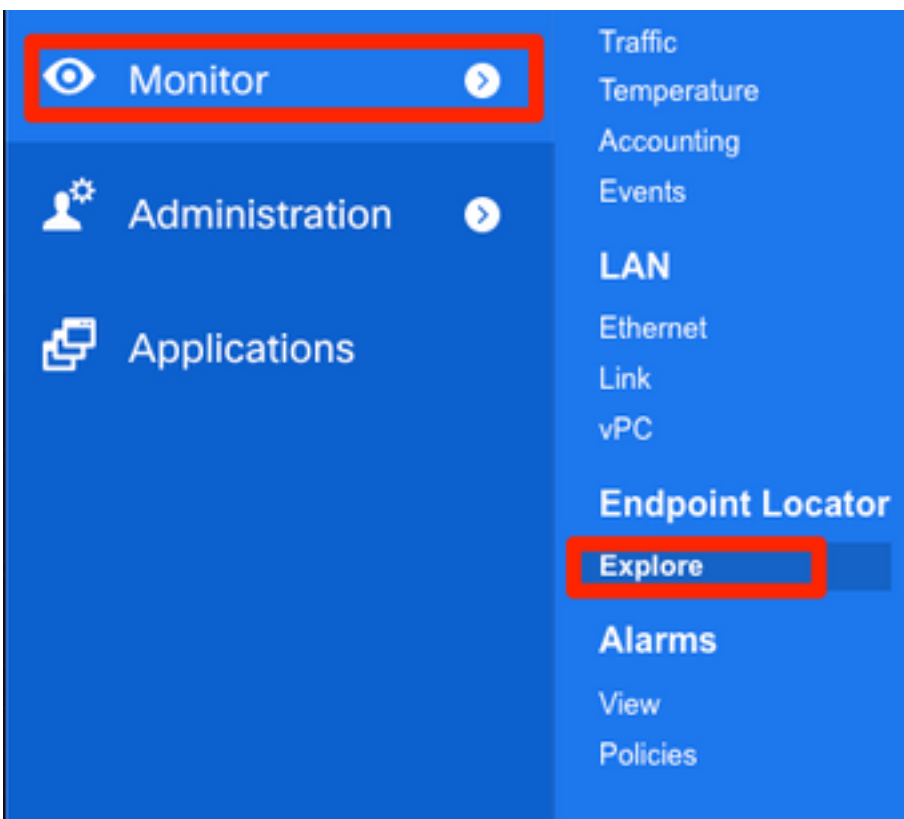 Monitor
Administration
Applications
Traffic
Temperature
Accounting
Events
LAN
Ethernet
Link
vPC
Endpoint Locator
Explore
Alarms
View
Policies